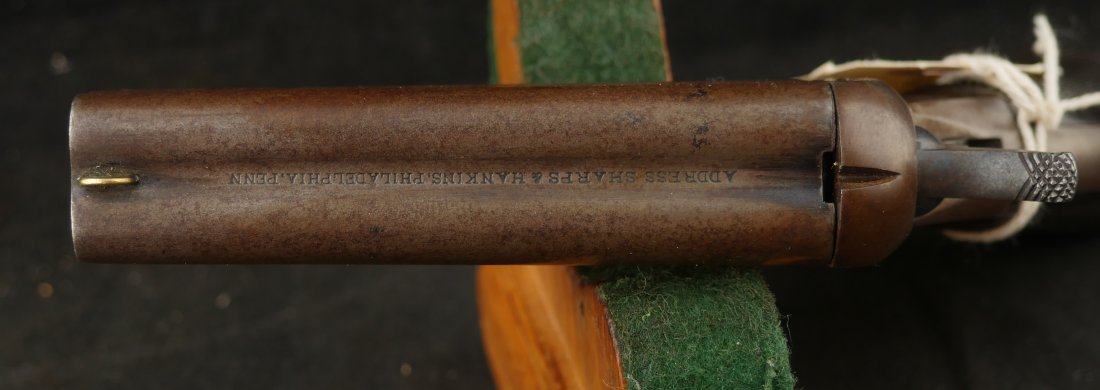 ADDRESS SHARPS & HANKINS, PHILADELPHIA, PENN